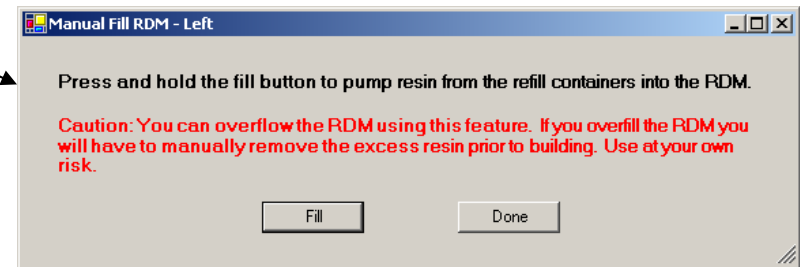 Manual Fill RDM - Left
Press and hold the fill button to pump resin from the refill containers into the RDM.
Caution: You can overflow the RDM using this feature. If you overfill the RDM you
will have to manually remove the excess resin prior to building. Use at your own
risk.
Fill
Done